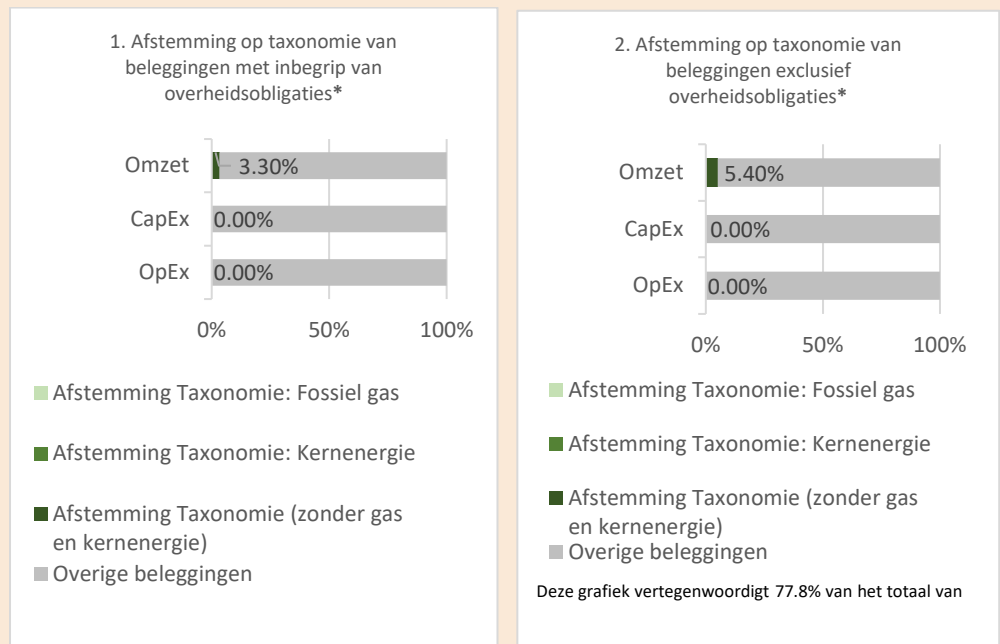 1. Afstemming op taxonomie van
beleggingen met inbegrip van
overheidsobligaties*
Omzet
3.30%
CapEx
0.00%
OpEx
0.00%
0%
50%
100%
Afstemming Taxonomie: Fossiel gas
Afstemming Taxonomie: Kernenergie
Afstemming Taxonomie (zonder gas
en kernenergie)
Overige beleggingen
2. Afstemming op taxonomie van
beleggingen exclusief
overheidsobligaties*
Omzet
5.40%
CapEx
0.00%
OpEx
0.00%
0%
50%
100%
Afstemming Taxonomie: Fossiel gas
Afstemming Taxonomie: Kernenergie
Afstemming Taxonomie (zonder gas
en kernenergie)
Overige beleggingen
Deze grafiek vertegenwoordigt 77.8% van het totaal van